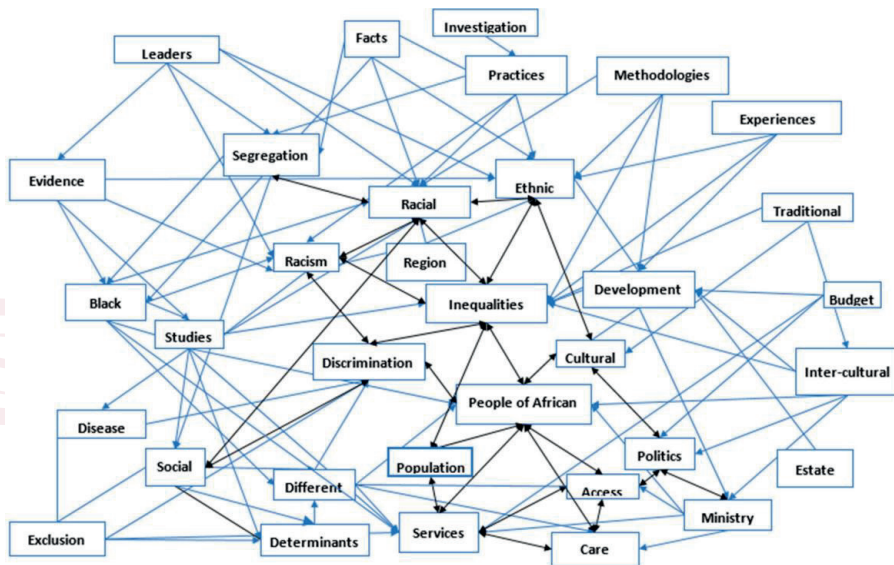 Investigation
Facts
Leaders
Practices
Methodologies
Experiences
Segregation
Evidence
Ethnic
Racial
Traditional
Racism
Region
Black
Inequalities
Development
Budget
Studies
Discrimination
Cultural
Inter-cultural
People of African
Disease
Social
Population
Politics
Estate
Different
Access
Ministry
Exclusion
Determinants
Services
Care